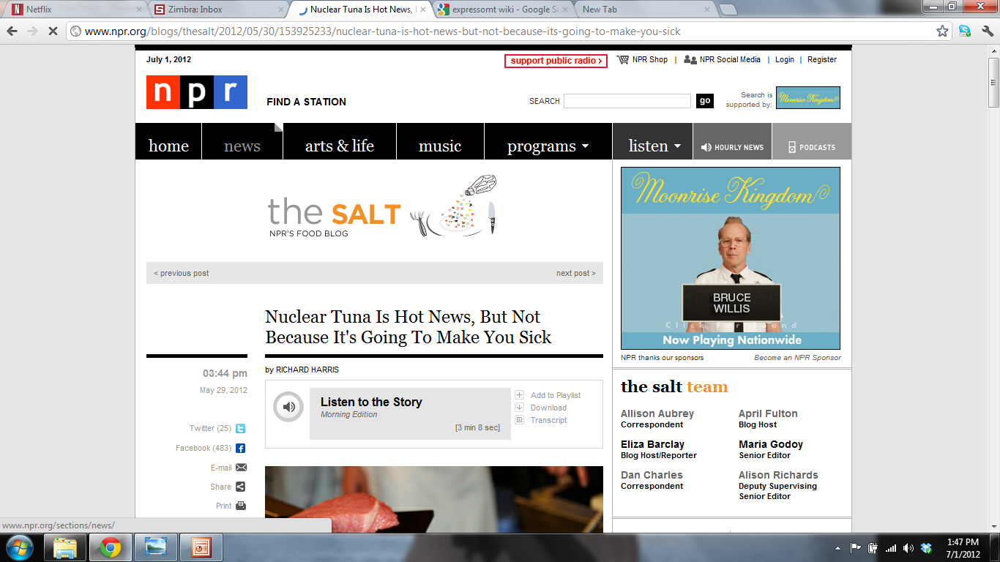 Netflix
Zimbra: Inbox
Nuclear Tuna Is Hot News, 
expressomt wiki - Google Se
New Tab
www.npr.org/blogs/thesalt/2012/05/30/153925233/nuclear-tuna-is-hot-news-but-not-because-its-going-to-make-you-sick
July 1, 2012
support public radio ›
NPR Shop | NPR Social Media | Login | Register
n p r
FIND A STATION
SEARCH
go
Search is
supported by:
Moonrise Kingdom
home
news
arts & life
music
programs
listen
HOURLY NEWS
PODCASTS
the SALT
NPR'S FOOD BLOG
< previous post
next post >
Nuclear Tuna Is Hot News, But Not
Because It's Going To Make You Sick
03:44 pm
May 29, 2012
Twitter (25)
Facebook (483)
E-mail
Share
Print
by RICHARD HARRIS
Listen to the Story
Morning Edition
[3 min 8 sec]
Add to Playlist
Download
Transcript
Moonrise Kingdom
BRUCE
WILLIS
Click For Sound
Now Playing Nationwide
NPR thanks our sponsors
Become an NPR Sponsor
the salt team
Allison Aubrey
Correspondent
April Fulton
Blog Host
Eliza Barclay
Blog Host/Reporter
Maria Godoy
Senior Editor
Dan Charles
Correspondent
Alison Richards
Deputy Supervising
Senior Editor
www.npr.org/sections/news/
1:47 PM
7/1/2012